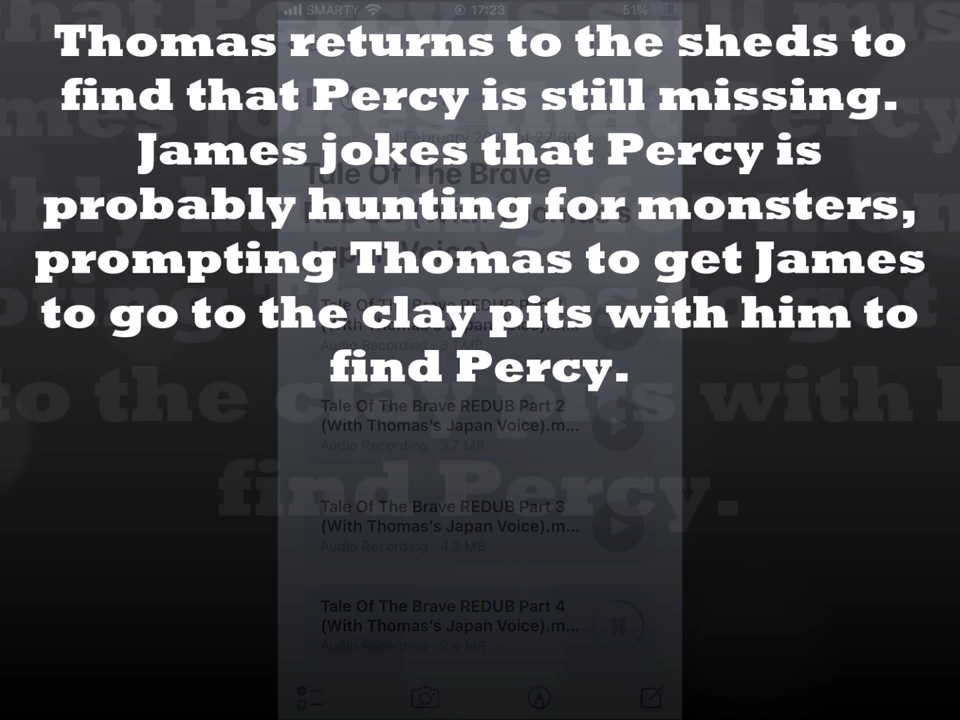 SMARTY 17:23 51%
Thomas returns to the sheds to
find that Percy is still missing.
James jokes that Percy is
probably hunting for monsters,
prompting Thomas to get James
to go to the clay pits with him to
find Percy.
Tale Of The Brave
Tale Of The Brave REDUB Part 2
(With Thomas's Japan Voice).m...
Audio Recording · 3.7 MB
Tale Of The Brave REDUB Part 3
(With Thomas's Japan Voice).m...
Audio Recording · 4.2 MB
Tale Of The Brave REDUB Part 4
(With Thomas's Japan Voice).m...
Audio Recording · 9.4 MB
find Percy.